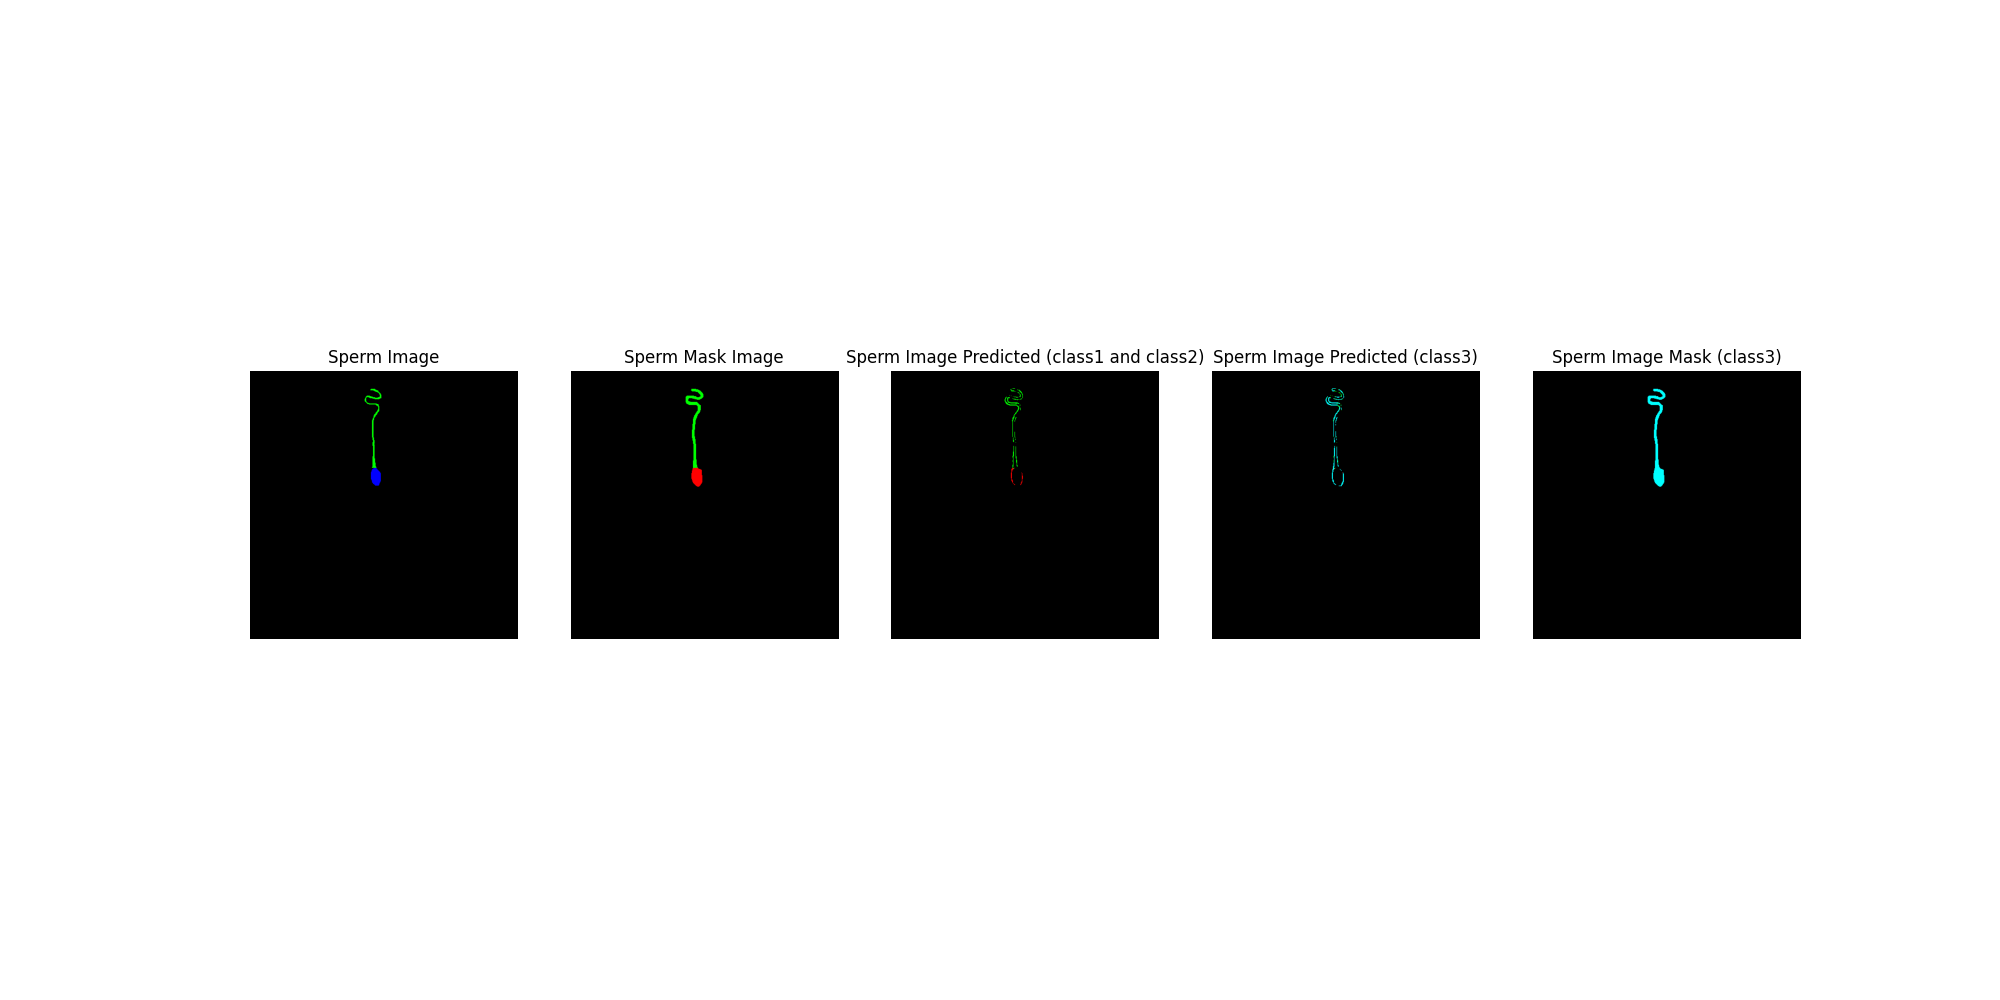 Sperm Image
Sperm Mask Image
Sperm Image Predicted (class1 and class2)
Sperm Image Predicted (class3)
Sperm Image Mask (class3)